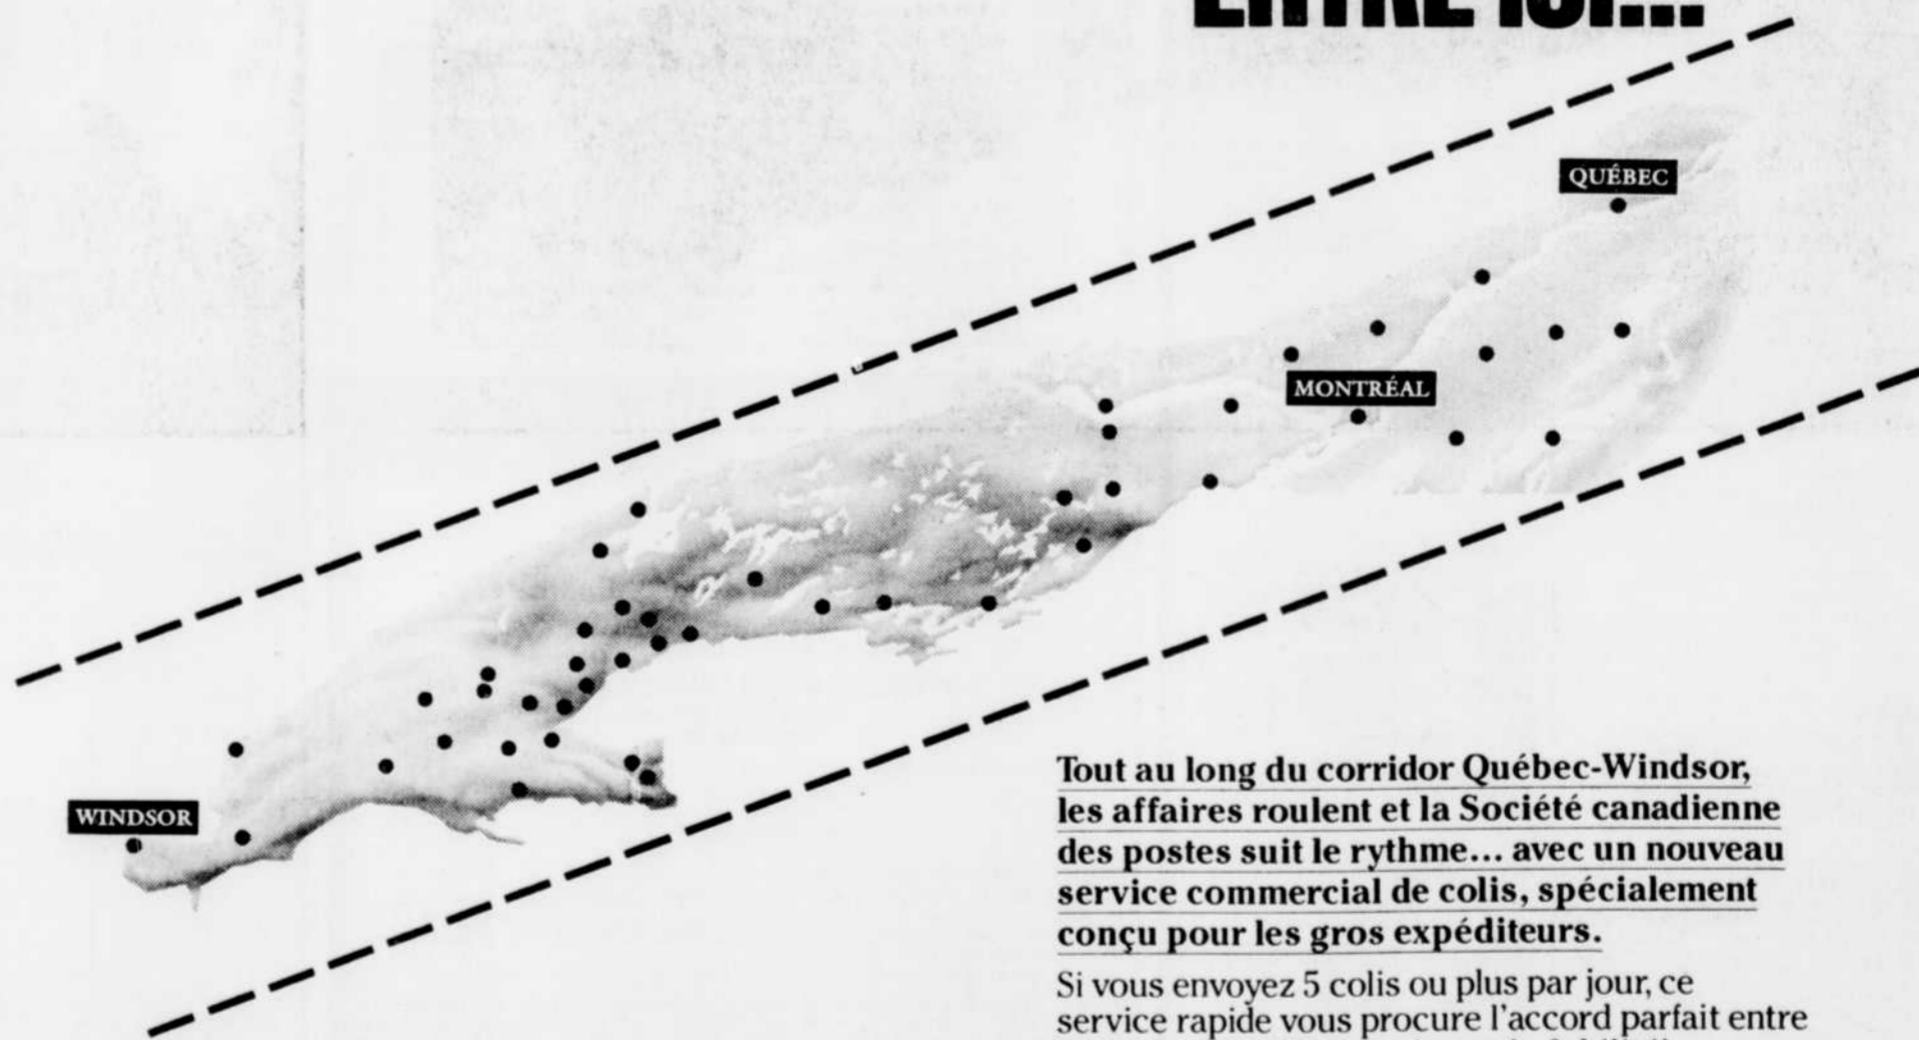 ENTRE ICI...
QUÉBEC
MONTRÉAL
WINDSOR
Tout au long du corridor Québec-Windsor,
les affaires roulent et la Société canadienne
des postes suit le rythme... avec un nouveau
service commercial de colis, spécialement
conçu pour les gros expéditeurs.
Si vous envoyez 5 colis ou plus par jour, ce
service rapide vous procure l'accord parfait entre